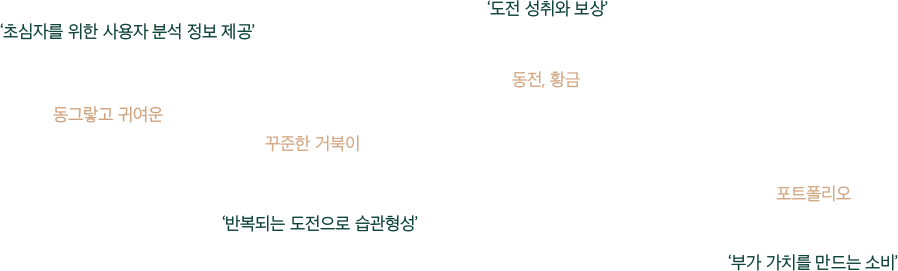 ‘도전 성취와 보상’
‘초심자를 위한 사용자 분석 정보 제공’
동전, 황금
동그랗고 귀여운
꾸준한 거북이
포트폴리오
‘반복되는 도전으로 습관형성’
‘부가 가치를 만드는 소비’